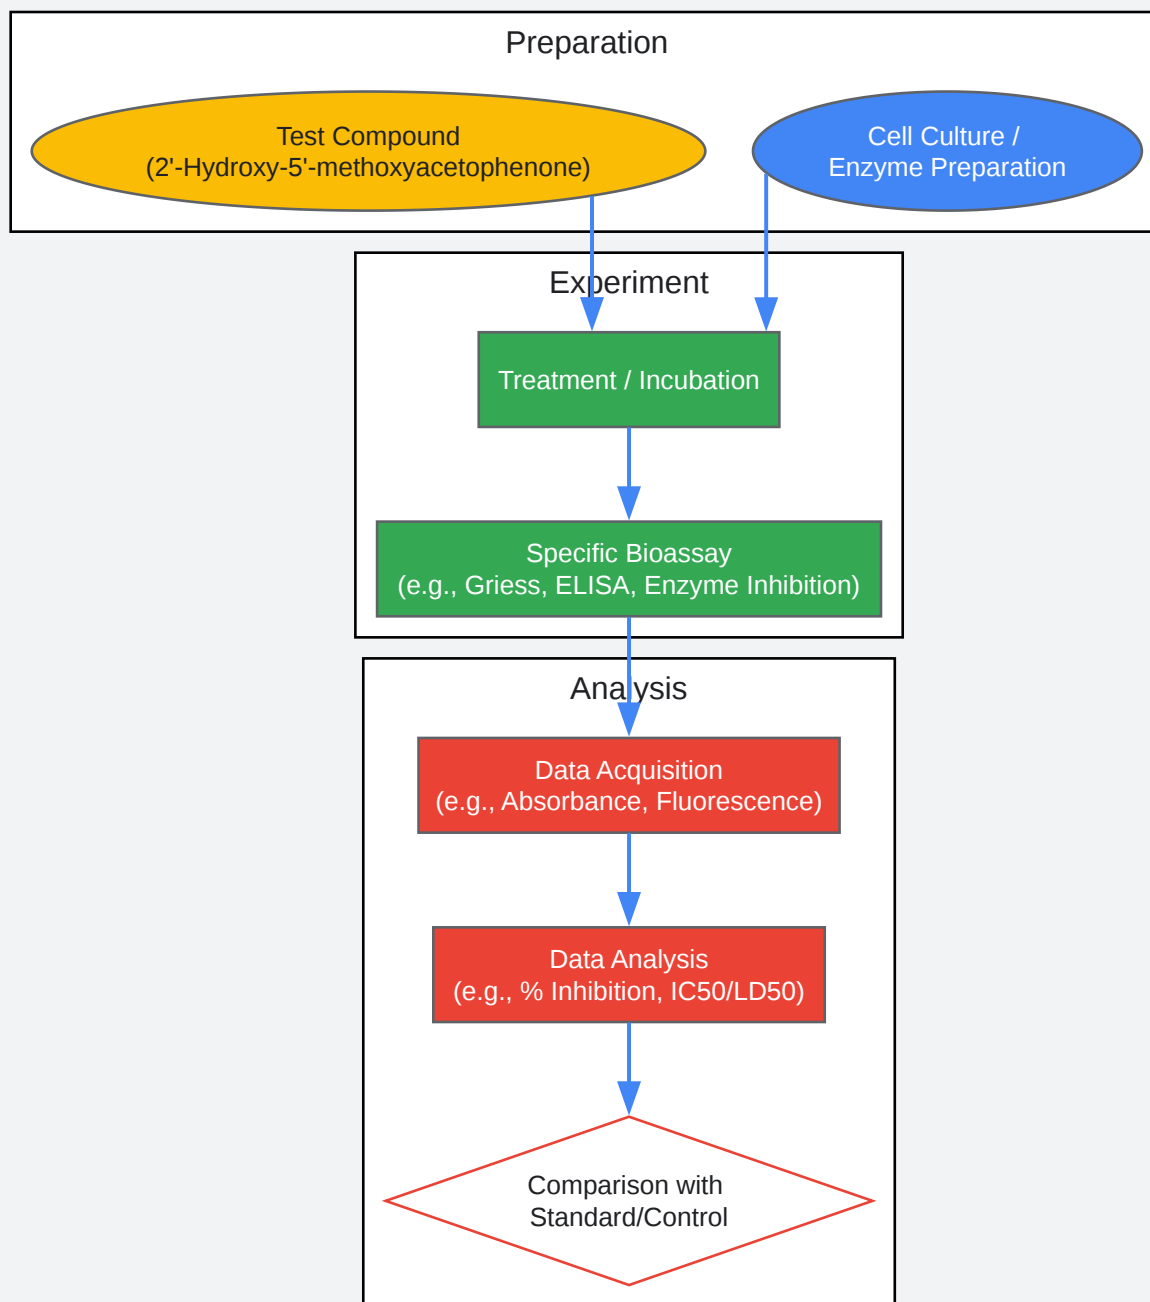 Preparation
Test Compound
(2'-Hydroxy-5'-methoxyacetophenone)
Cell Culture /
Enzyme Preparation
Experiment
Treatment / Incubation
Specific Bioassay
(e.g., Griess, ELISA, Enzyme Inhibition)
Analysis
Data Acquisition
(e.g., Absorbance, Fluorescence)
Data Analysis
(e.g., % Inhibition, IC50/LD50)
Comparison with
Standard/Control